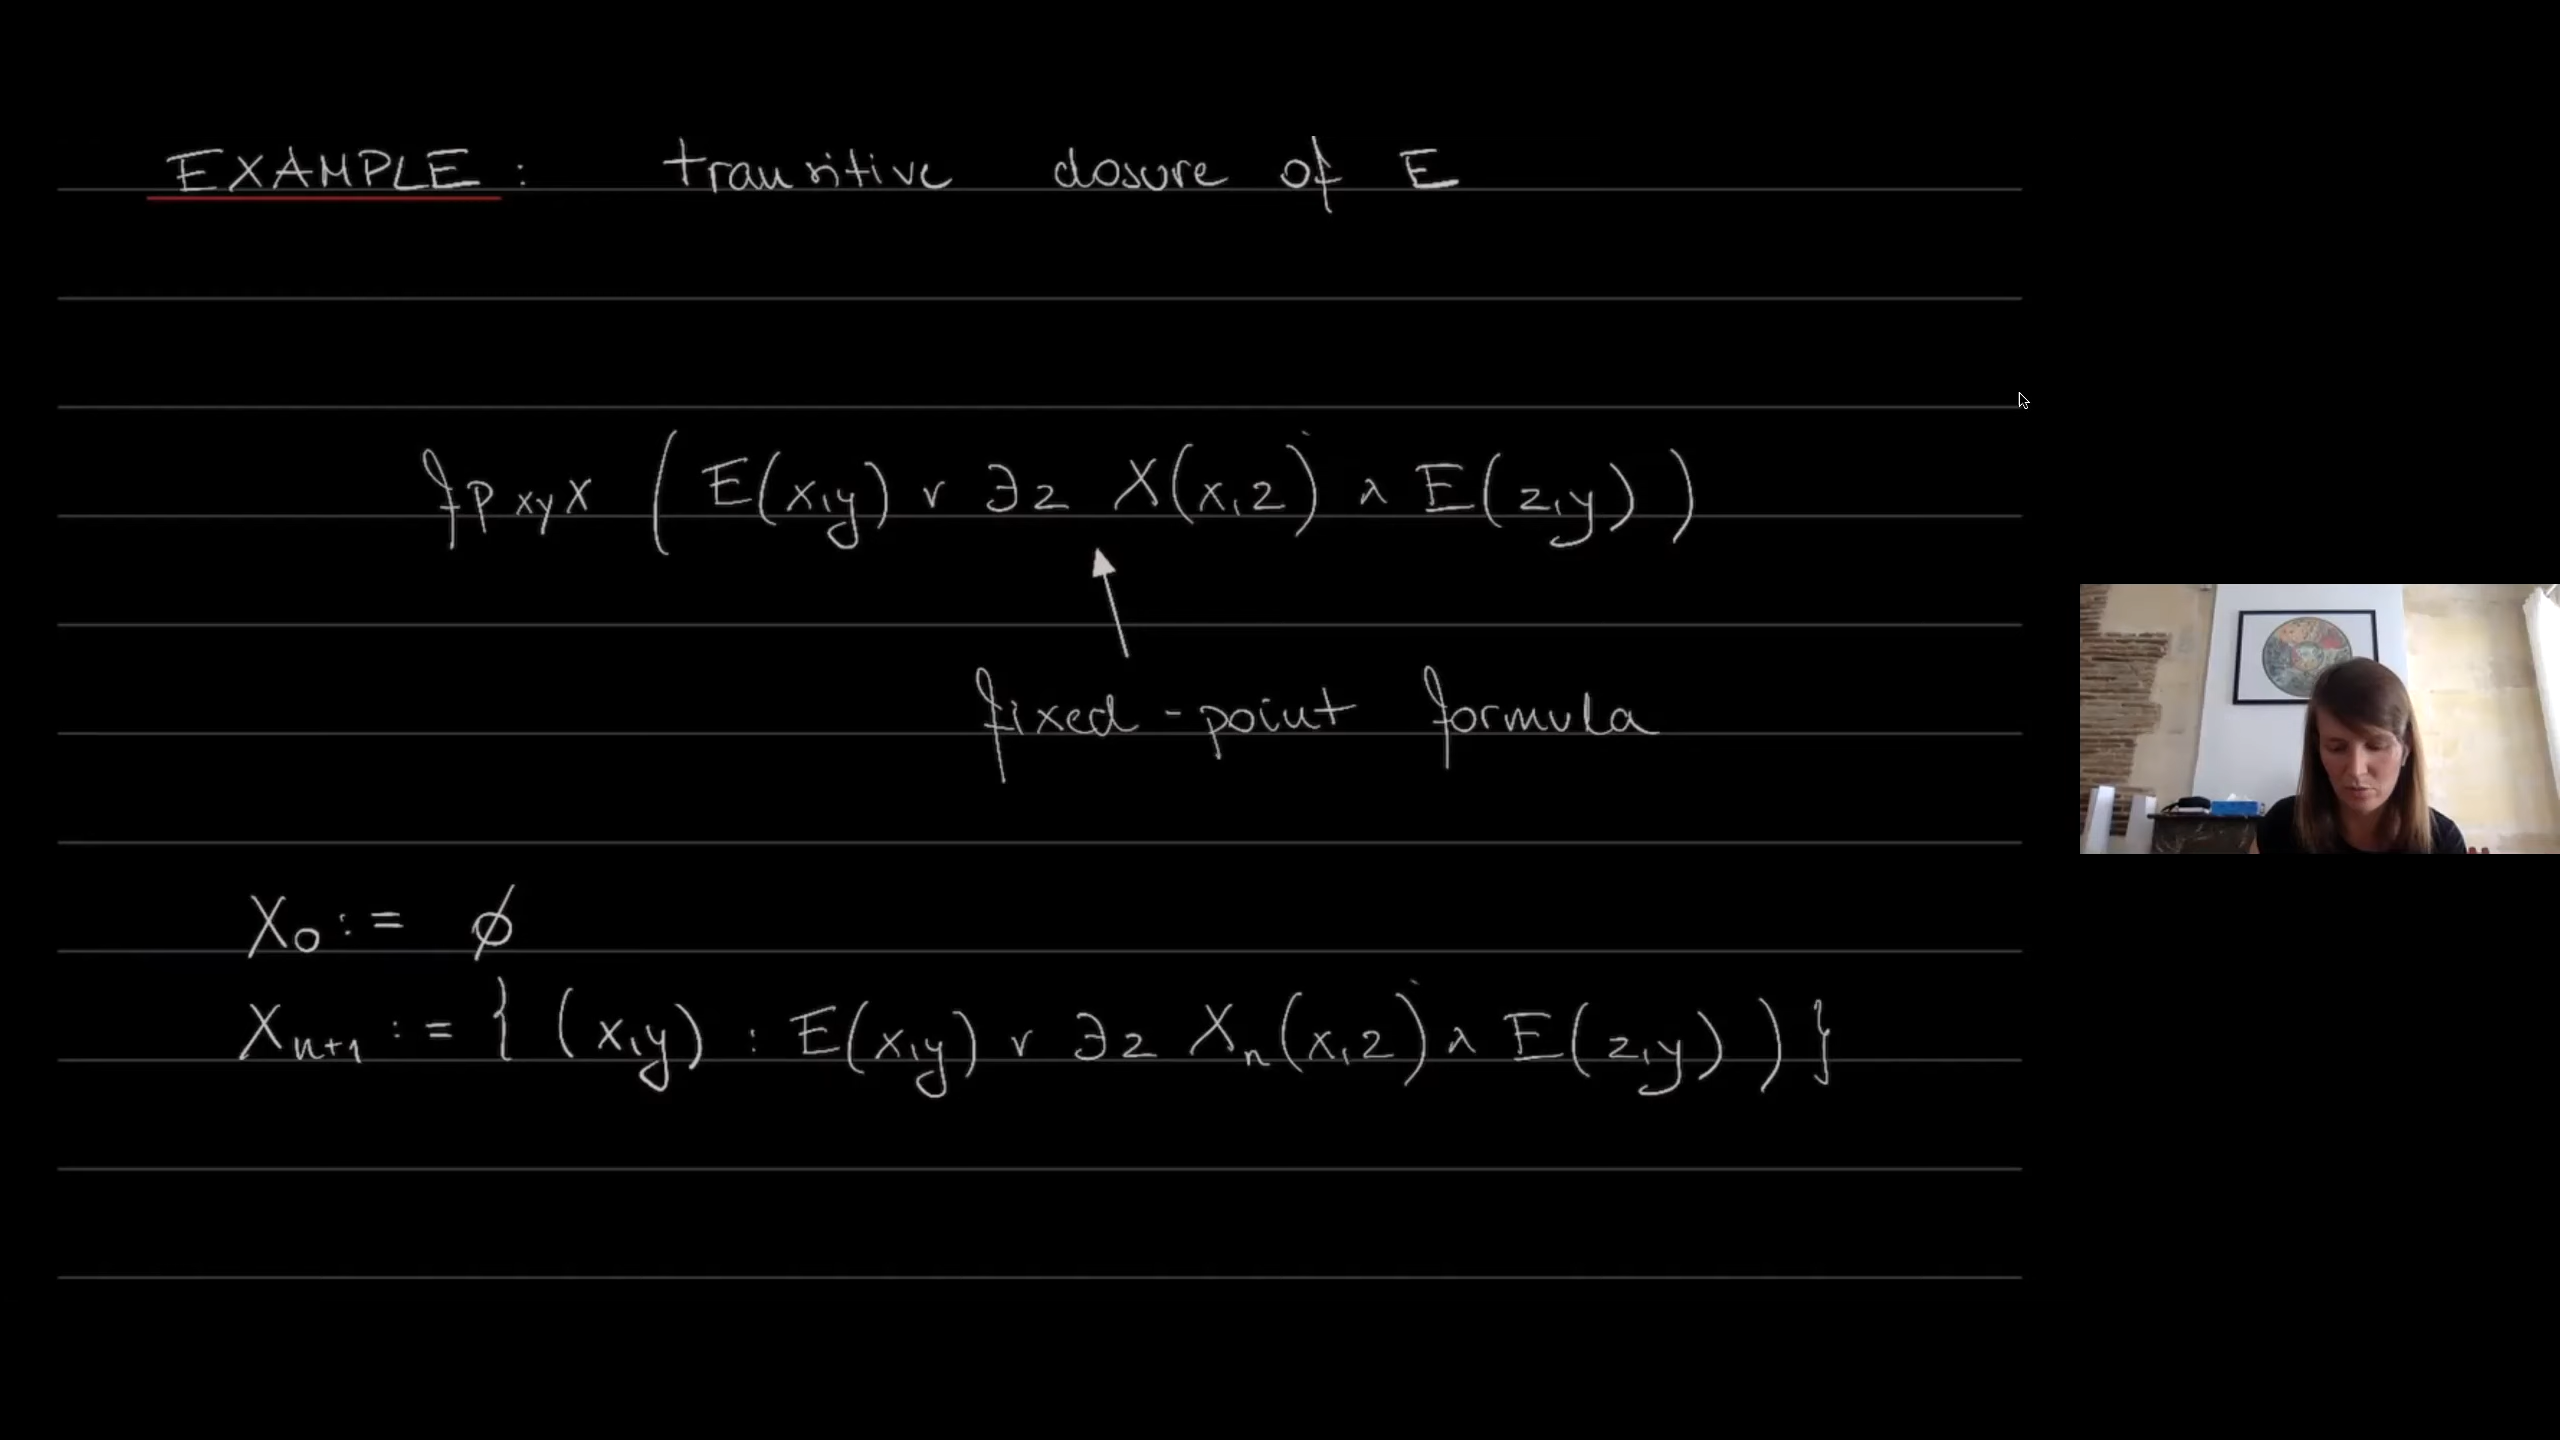 EXAMPLE : transitive closure of E
fp xyX ( E(x,y) ∨ ∃z X(x,z) ∧ E(z,y) )
fixed-point formula
X₀ := ∅
Xₙ₊₁ := { (x,y) : E(x,y) ∨ ∃z Xₙ(x,z) ∧ E(z,y) ) }